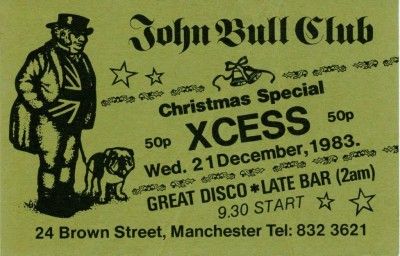 John Bull Club
Christmas Special
50p XCESS 50p
Wed. 21 December, 1983.
GREAT DISCO * LATE BAR (2am)
9.30 START
24 Brown Street, Manchester Tel: 832 3621